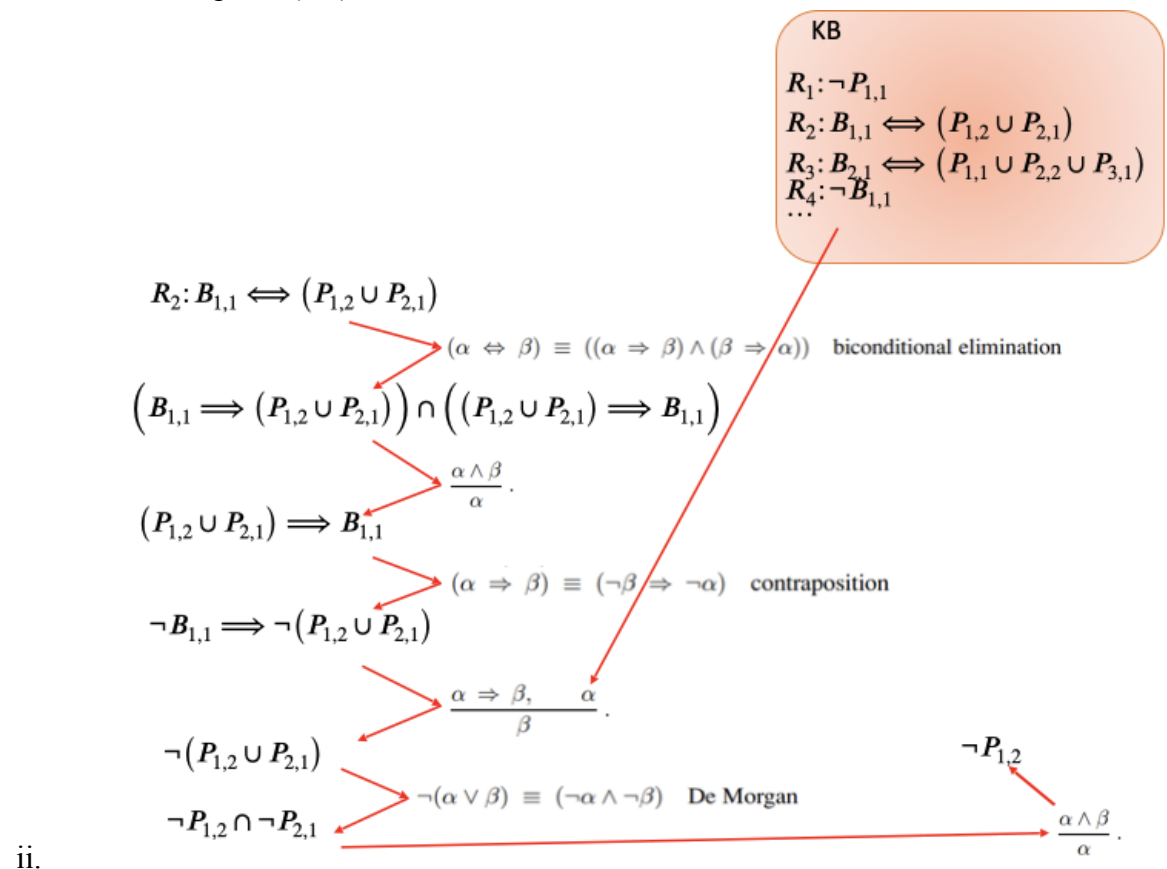 KB
R₁:¬P₁,₁
R₂:B₁,₁ ⟺ (P₁,₂ ∪ P₂,₁)
R₃:B₂,₁ ⟺ (P₁,₁ ∪ P₂,₂ ∪ P₃,₁)
R₄:¬B₁,₁
...
R₂:B₁,₁ ⟺ (P₁,₂ ∪ P₂,₁)
(α ⇔ β) ≡ ((α ⇒ β) ∧ (β ⇒ α)) biconditional elimination
(B₁,₁ ⟹ (P₁,₂ ∪ P₂,₁)) ∩ ((P₁,₂ ∪ P₂,₁) ⟹ B₁,₁)
α ∧ β
α .
(P₁,₂ ∪ P₂,₁) ⟹ B₁,₁
(α ⇒ β) ≡ (¬β ⇒ ¬α) contraposition
¬B₁,₁ ⟹ ¬(P₁,₂ ∪ P₂,₁)
α ⇒ β, α
β .
¬(P₁,₂ ∪ P₂,₁)
¬P₁,₂
¬(α ∨ β) ≡ (¬α ∧ ¬β) De Morgan
¬P₁,₂ ∩ ¬P₂,₁
α ∧ β
α .
ii.